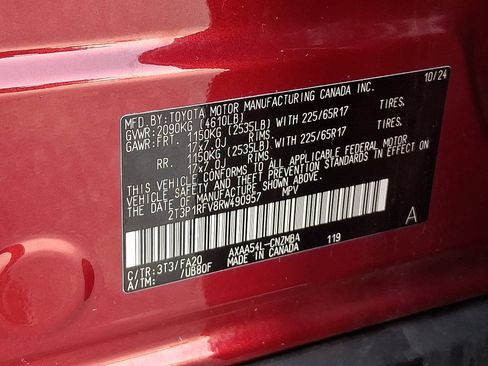 MFD.BY:TOYOTA MOTOR MANUFACTURING CANADA INC. 10/24
GVWR:2090KG (4610LB)
GAWR:FRT. 1150KG (2535LB) WITH 225/65R17 TIRES,
17x7.0J RIMS,
RR. 1150KG (2535LB) WITH 225/65R17 TIRES,
17x7.0J RIMS,
THIS VEHICLE CONFORMS TO ALL APPLICABLE FEDERAL MOTOR
VEHICLE SAFETY AND THEFT PREVENTION STANDARDS IN EFFECT ON
THE DATE OF MANUFACTURE SHOWN ABOVE.
2T3P1RFV8RW490957 MPV
A
C/TR:3T3/FA20 AXAA54L-CNZMBA 119
A/TM: /UB80F MADE IN CANADA